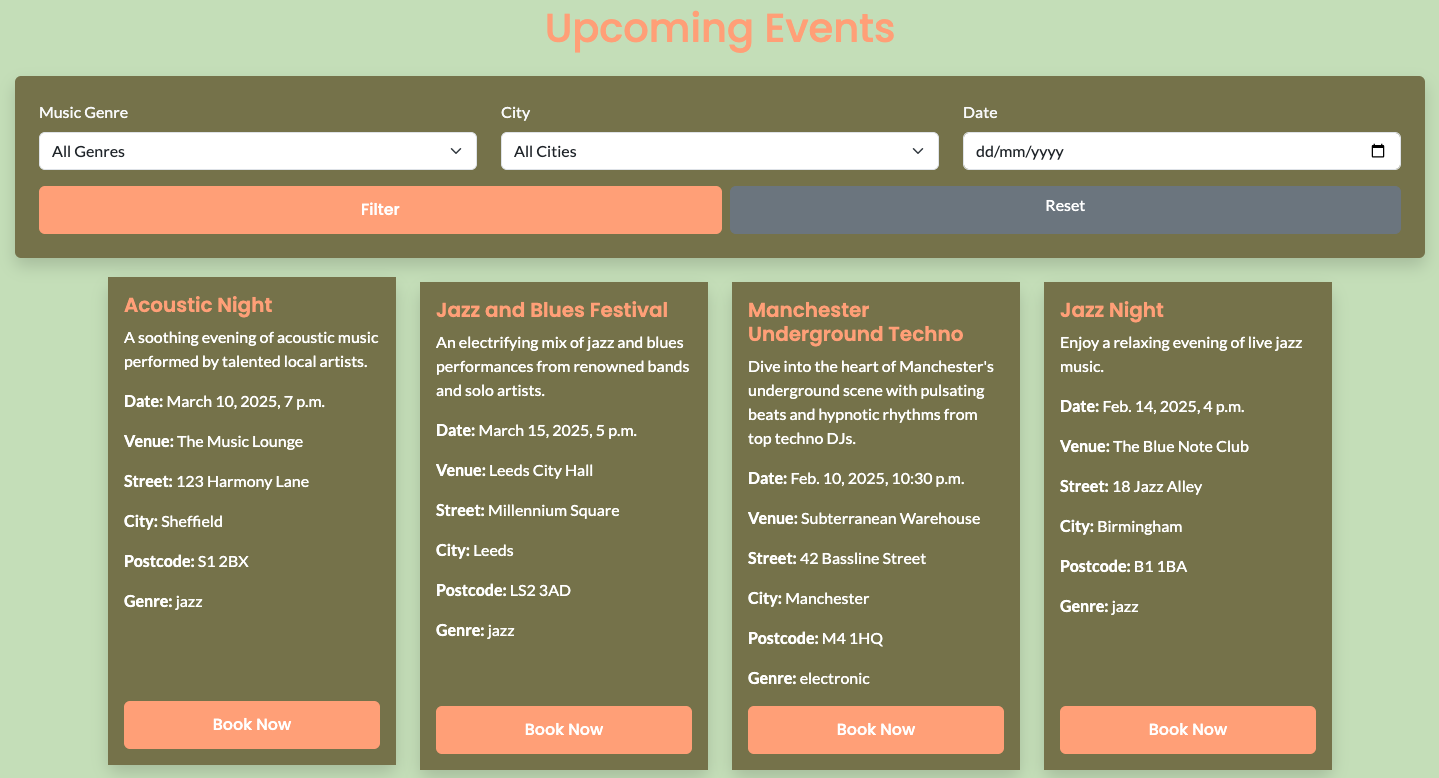 Upcoming Events
Music Genre
City
Date
All Genres
All Cities
dd/mm/yyyy
Filter
Reset
Acoustic Night
A soothing evening of acoustic music
performed by talented local artists.
Date: March 10, 2025, 7 p.m.
Venue: The Music Lounge
Street: 123 Harmony Lane
City: Sheffield
Postcode: S1 2BX
Genre: jazz
Book Now
Jazz and Blues Festival
An electrifying mix of jazz and blues
performances from renowned bands
and solo artists.
Date: March 15, 2025, 5 p.m.
Venue: Leeds City Hall
Street: Millennium Square
City: Leeds
Postcode: LS2 3AD
Genre: jazz
Book Now
Manchester
Underground Techno
Dive into the heart of Manchester's
underground scene with pulsating
beats and hypnotic rhythms from
top techno DJs.
Date: Feb. 10, 2025, 10:30 p.m.
Venue: Subterranean Warehouse
Street: 42 Bassline Street
City: Manchester
Postcode: M4 1HQ
Genre: electronic
Book Now
Jazz Night
Enjoy a relaxing evening of live jazz
music.
Date: Feb. 14, 2025, 4 p.m.
Venue: The Blue Note Club
Street: 18 Jazz Alley
City: Birmingham
Postcode: B1 1BA
Genre: jazz
Book Now